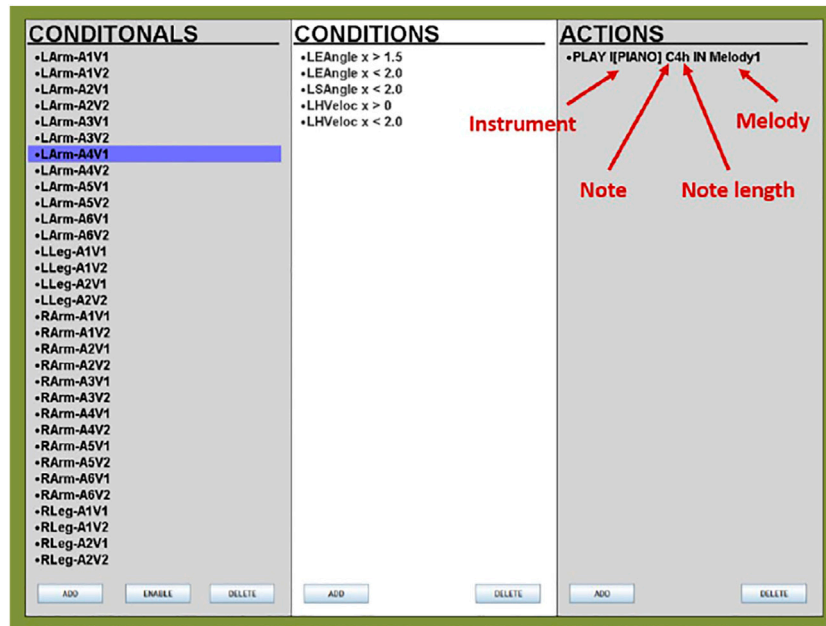 CONDITONALS
•LArm-A1V1
•LArm-A1V2
•LArm-A2V1
•LArm-A2V2
•LArm-A3V1
•LArm-A3V2
•LArm-A4V1
•LArm-A4V2
•LArm-A5V1
•LArm-A5V2
•LArm-A6V1
•LArm-A6V2
•LLeg-A1V1
•LLeg-A1V2
•LLeg-A2V1
•LLeg-A2V2
•RArm-A1V1
•RArm-A1V2
•RArm-A2V1
•RArm-A2V2
•RArm-A3V1
•RArm-A3V2
•RArm-A4V1
•RArm-A4V2
•RArm-A5V1
•RArm-A5V2
•RArm-A6V1
•RArm-A6V2
•RLeg-A1V1
•RLeg-A1V2
•RLeg-A2V1
•RLeg-A2V2
ADD ENABLE DELETE
CONDITIONS
•LEAngle x > 1.5
•LEAngle x < 2.0
•LSAngle x < 2.0
•LHVeloc x > 0
•LHVeloc x < 2.0
ADD DELETE
ACTIONS
•PLAY I[PIANO] C4h IN Melody1
Instrument Melody
Note Note length
ADD DELETE